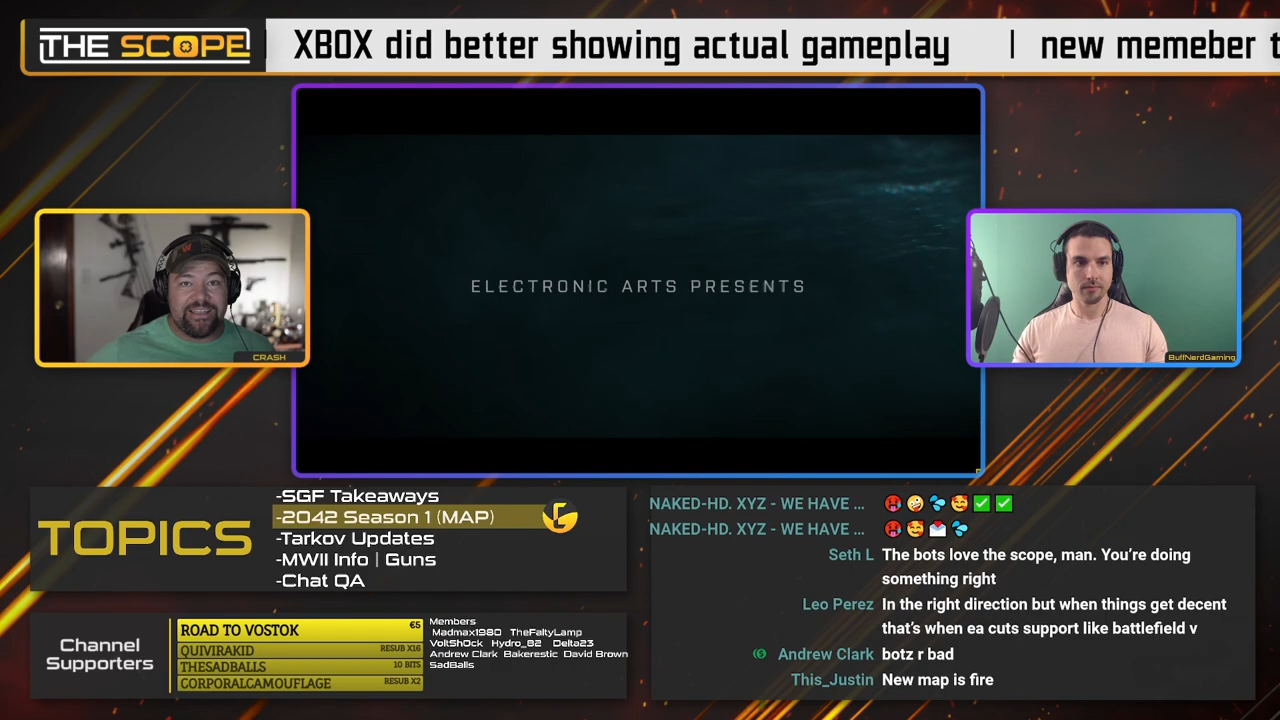 THE SCOPE
XBOX did better showing actual gameplay | new memeber t
ELECTRONIC ARTS PRESENTS
CRASH
BuffNerdGaming
TOPICS
-SGF Takeaways
-2042 Season 1 (MAP)
-Tarkov Updates
-MWII Info | Guns
-Chat QA
Channel
Supporters
ROAD TO VOSTOK €5
QUIVIRAKID RESUB X16
THESADBALLS 10 BITS
CORPORALCAMOUFLAGE RESUB X2
Members
Madmax1980 TheFaltyLamp
VoltShOck Hydro_82 Delta23
Andrew Clark Bakerestic David Brown
SadBalls
NAKED-HD. XYZ - WE HAVE ... 🥵🤪💦🥰✅✅
NAKED-HD. XYZ - WE HAVE ... 🥵🥰💌💦
Seth L The bots love the scope, man. You’re doing
something right
Leo Perez In the right direction but when things get decent
that’s when ea cuts support like battlefield v
Andrew Clark botz r bad
This_Justin New map is fire